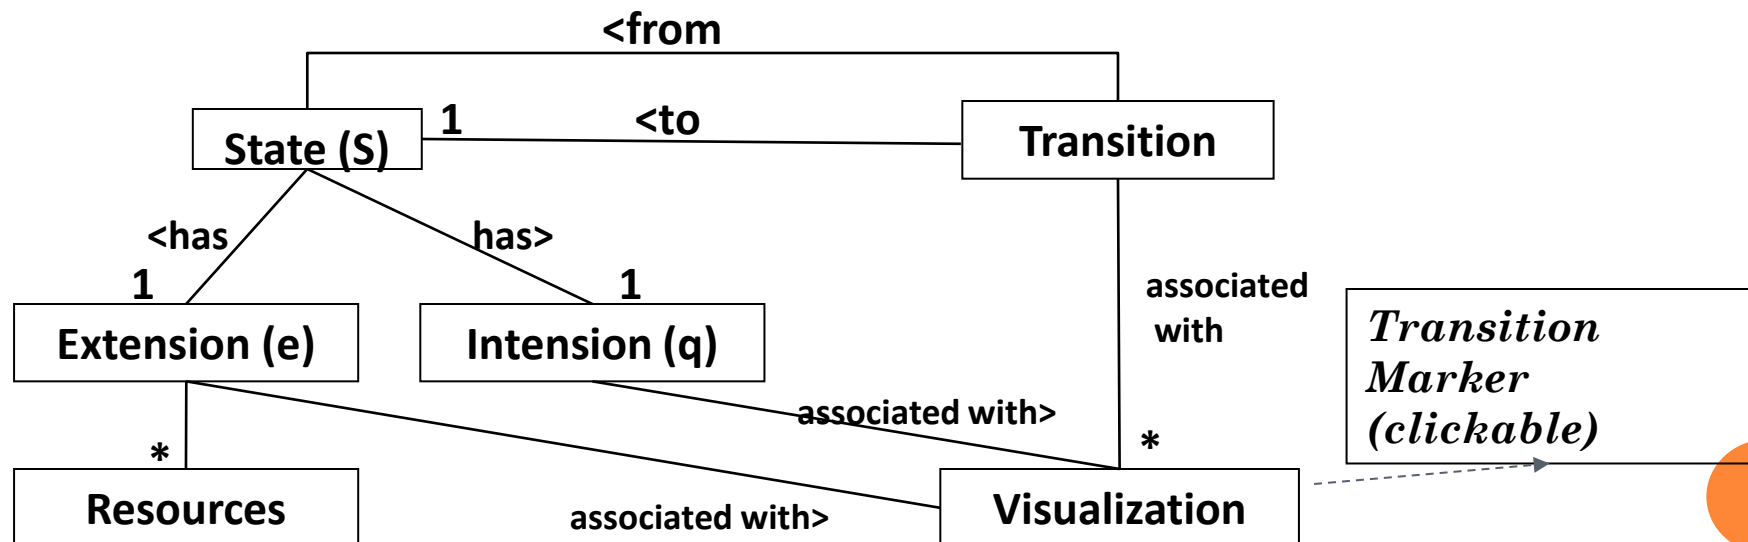 <from
State (S)
1
<to
Transition
<has
has>
1
1
Extension (e)
Intension (q)
associated
with
Transition
Marker
(clickable)
associated with>
*
*
Resources
associated with>
Visualization